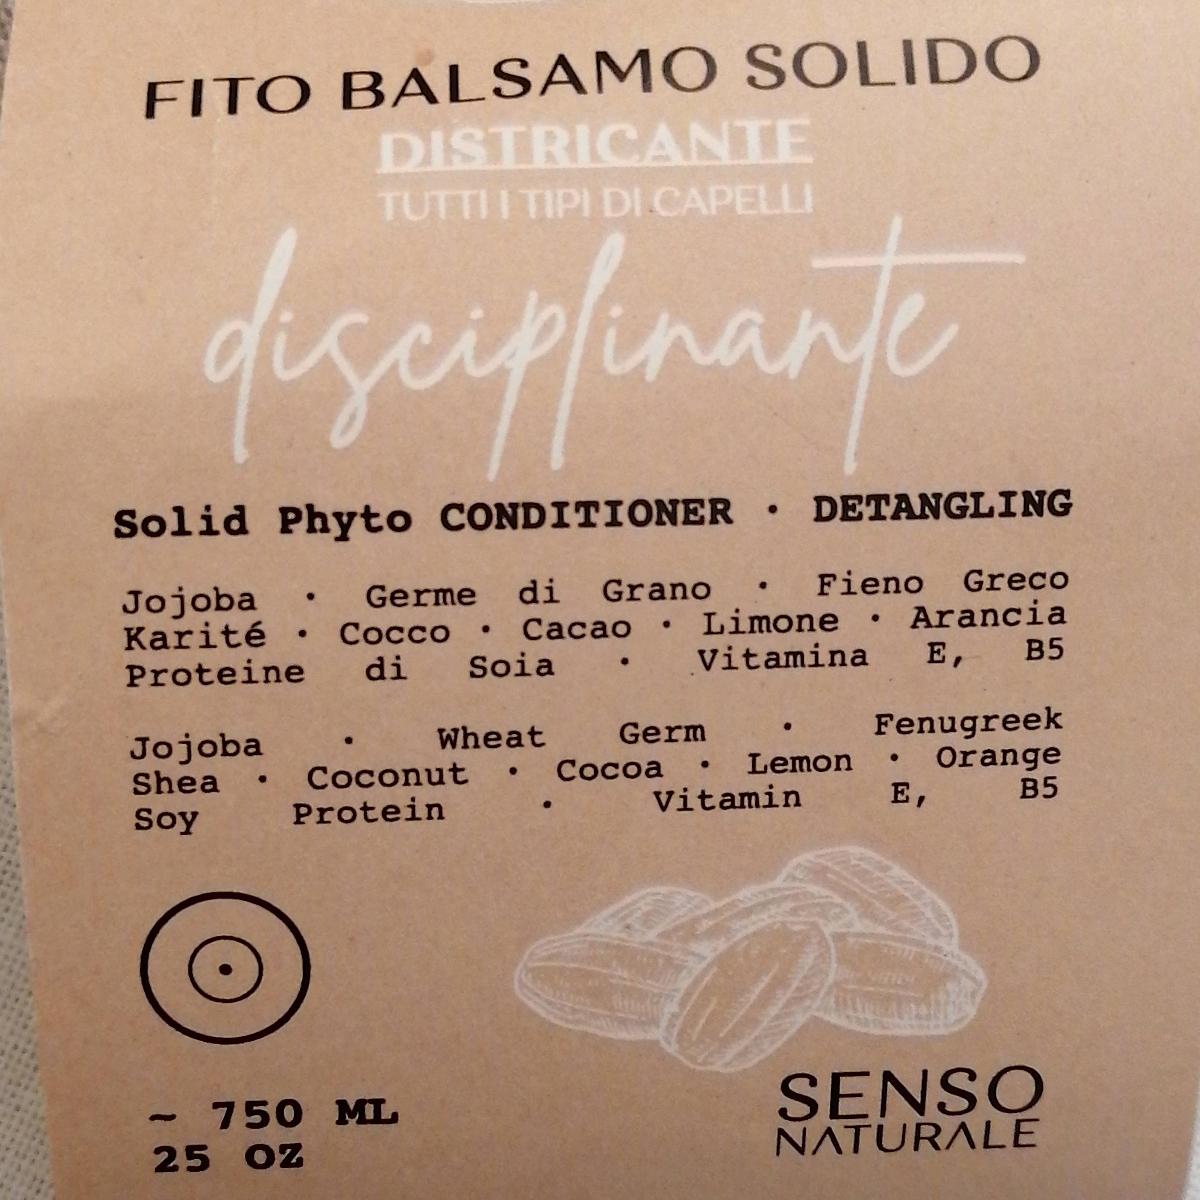 FITO BALSAMO SOLIDO
DISTRICANTE
TUTTI I TIPI DI CAPELLI
disciplinante
Solid Phyto CONDITIONER · DETANGLING
Jojoba · Germe di Grano · Fieno Greco
Karité · Cocco · Cacao · Limone · Arancia
Proteine di Soia · Vitamina E, B5
Jojoba · Wheat Germ · Fenugreek
Shea · Coconut · Cocoa · Lemon · Orange
Soy Protein · Vitamin E, B5
~ 750 ML
25 OZ
SENSO
NATURALE